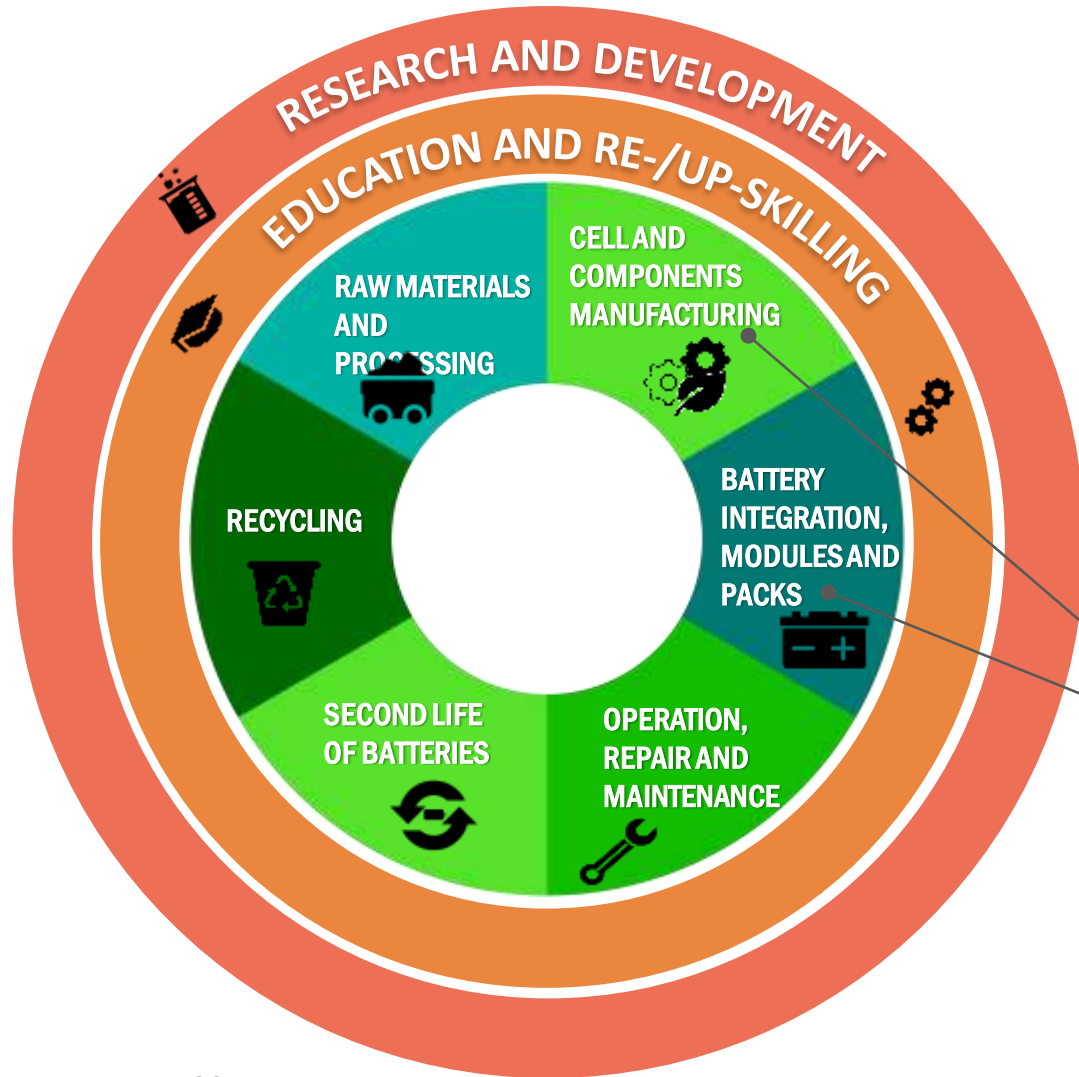 RESEARCH AND DEVELOPMENT
EDUCATION AND RE-/UP-SKILLING
RAW MATERIALS
AND
PROCESSING
CELL AND
COMPONENTS
MANUFACTURING
BATTERY
INTEGRATION,
MODULES AND
PACKS
OPERATION,
REPAIR AND
MAINTENANCE
SECOND LIFE
OF BATTERIES
RECYCLING